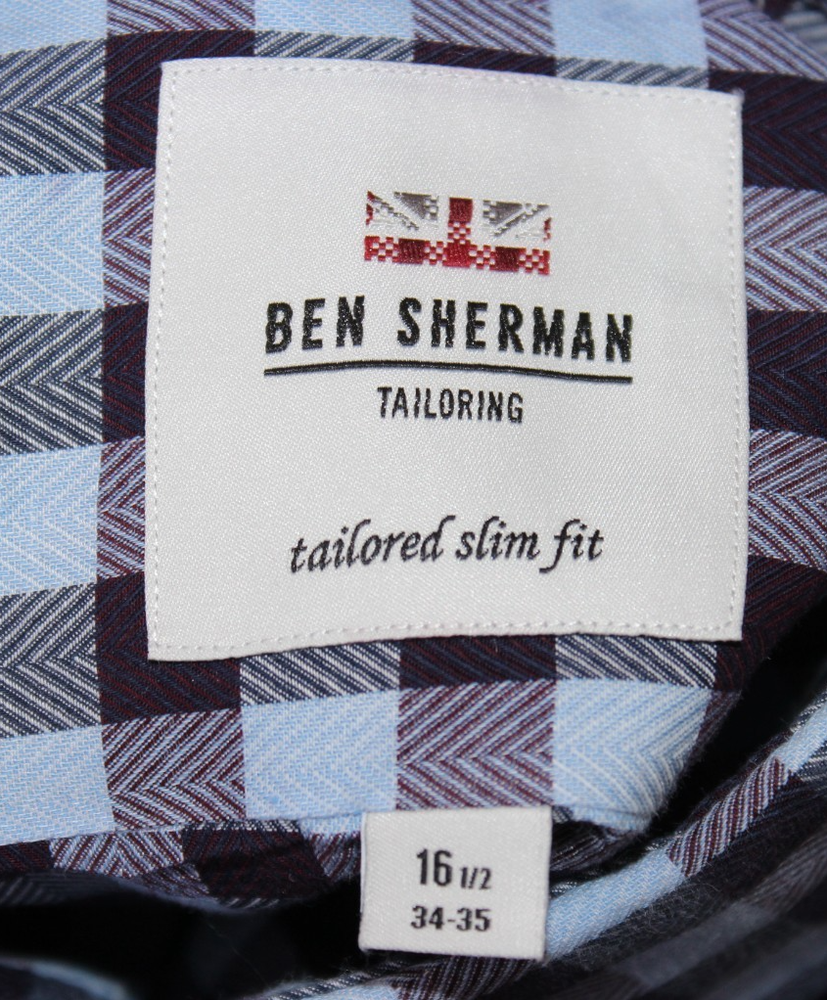 BEN SHERMAN
TAILORING
tailored slim fit
16 1/2
34-35